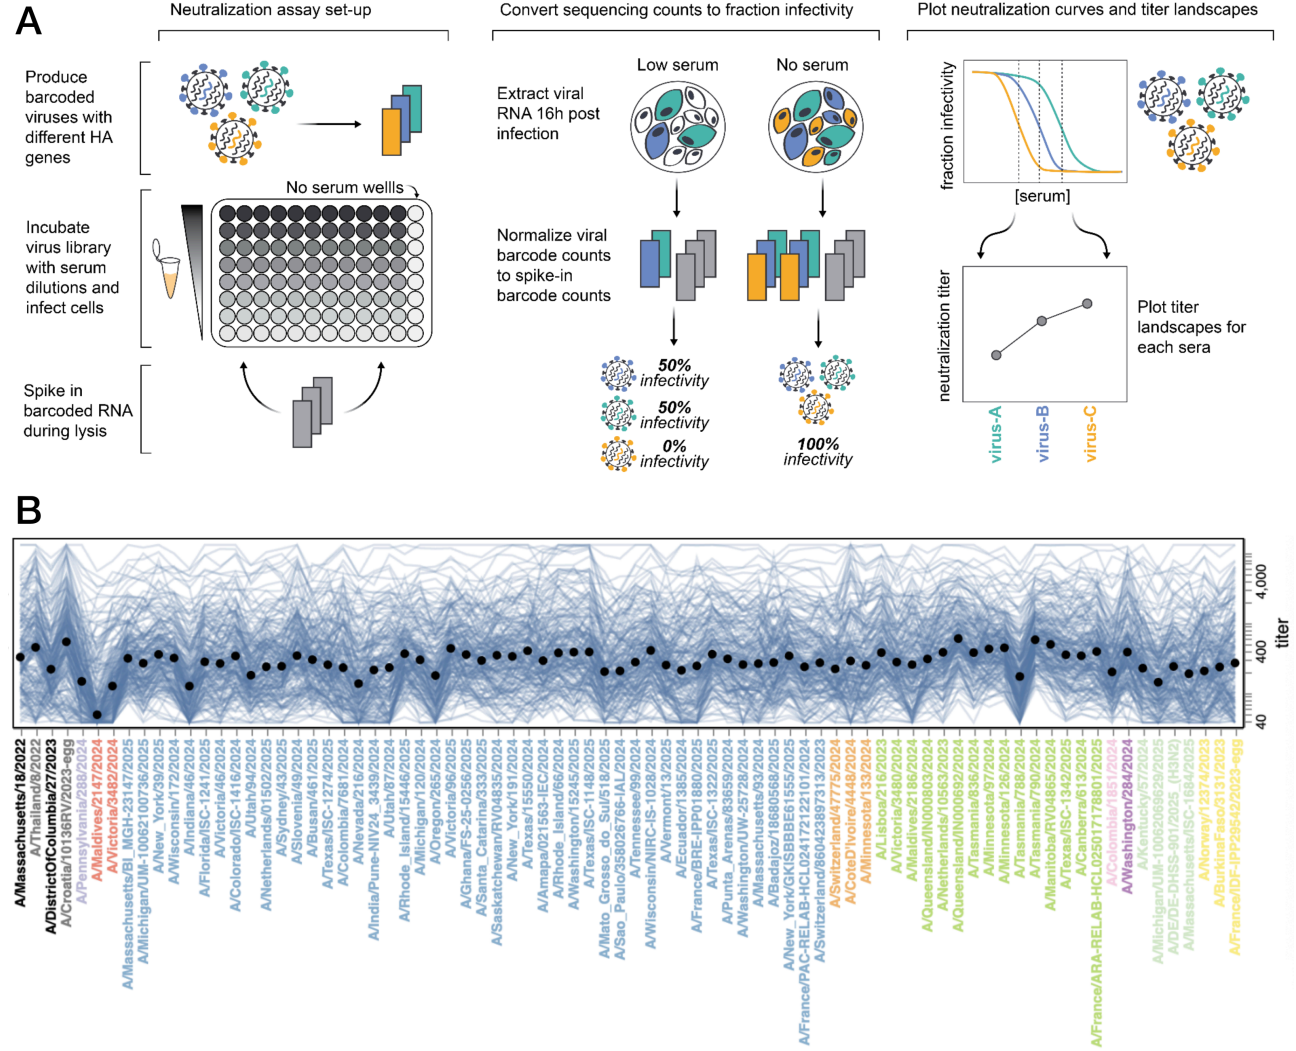 A
Neutralization assay set-up
Produce
barcoded
viruses with
different HA
genes
No serum wellls
Incubate
virus library
with serum
dilutions and
infect cells
Spike in
barcoded RNA
during lysis
Convert sequencing counts to fraction infectivity
Low serum
No serum
Extract viral
RNA 16h post
infection
Normalize viral
barcode counts
to spike-in
barcode counts
50%
infectivity
50%
infectivity
0%
infectivity
100%
infectivity
Plot neutralization curves and titer landscapes
fraction infectivity
[serum]
neutralization titer
virus-A
virus-B
virus-C
Plot titer
landscapes for
each sera
B
4,000
400
40
titer
A/Massachusetts/18/2022
A/Thailand/8/2022
A/DistrictOfColumbia/27/2023
A/Croatia/10136RV/2023-egg
A/Pennsylvania/288/2024
A/Maldives/2147/2024
A/Victoria/3482/2024
A/Massachusetts/BI_MGH-23147/2025
A/Michigan/UM-10062100736/2025
A/New_York/39/2025
A/Wisconsin/172/2024
A/Indiana/46/2024
A/Florida/ISC-1241/2025
A/Victoria/46/2024
A/Colorado/ISC-1416/2024
A/Utah/94/2024
A/Netherlands/01502/2025
A/Sydney/43/2025
A/Slovenia/49/2024
A/Busan/461/2025
A/Texas/ISC-1274/2025
A/Colombia/7681/2024
A/Nevada/216/2024
A/India/Pune-NIV24_3439/2024
A/Utah/87/2024
A/Rhode_Island/15446/2025
A/Michigan/120/2024
A/Oregon/265/2024
A/Victoria/96/2025
A/Ghana/FS-25-0256/2025
A/Santa_Catarina/333/2025
A/Saskatchewan/RV04835/2024
A/New_York/191/2024
A/Texas/15550/2024
A/Amapa/021563-IEC/2024
A/Rhode_Island/66/2024
A/Washington/15245/2025
A/Texas/ISC-1148/2025
A/Mato_Grosso_do_Sul/518/2025
A/Sao_Paulo/358026766-IAL/2024
A/Tennessee/99/2024
A/Wisconsin/NIRC-IS-1028/2024
A/Vermont/13/2025
A/Ecuador/1385/2024
A/France/BRE-IPP01880/2025
A/Texas/ISC-1322/2025
A/Punta_Arenas/83659/2024
A/Washington/UW-25728/2024
A/Massachusetts/93/2024
A/Badajoz/18680568/2025
A/New_York/GKISBBBE61555/2025
A/France/PAC-RELAB-HCL024172122101/2024
A/Switzerland/860423897313/2023
A/Switzerland/47775/2024
A/CoteD'Ivoire/4448/2024
A/Minnesota/133/2024
A/Lisboa/216/2023
A/Victoria/3480/2024
A/Maldives/2186/2024
A/Queensland/IN000803/2024
A/Netherlands/10563/2023
A/Queensland/IN000692/2024
A/Tasmania/836/2024
A/Minnesota/97/2024
A/Minnesota/126/2024
A/Tasmania/788/2024
A/Tasmania/790/2024
A/Manitoba/RV04865/2024
A/Texas/ISC-1342/2025
A/Canberra/613/2024
A/France/ARA-RELAB-HCL025017178801/2025
A/Colombia/1851/2024
A/Washington/284/2024
A/Kentucky/57/2024
A/Michigan/UM-10062069629/2025
A/DE/DE-DHSS-901/2025_(H3N2)
A/Massachusetts/ISC-1684/2025
A/Norway/12374/2023
A/BurkinaFaso/3131/2023
A/France/IDF-IPP29542/2023-egg